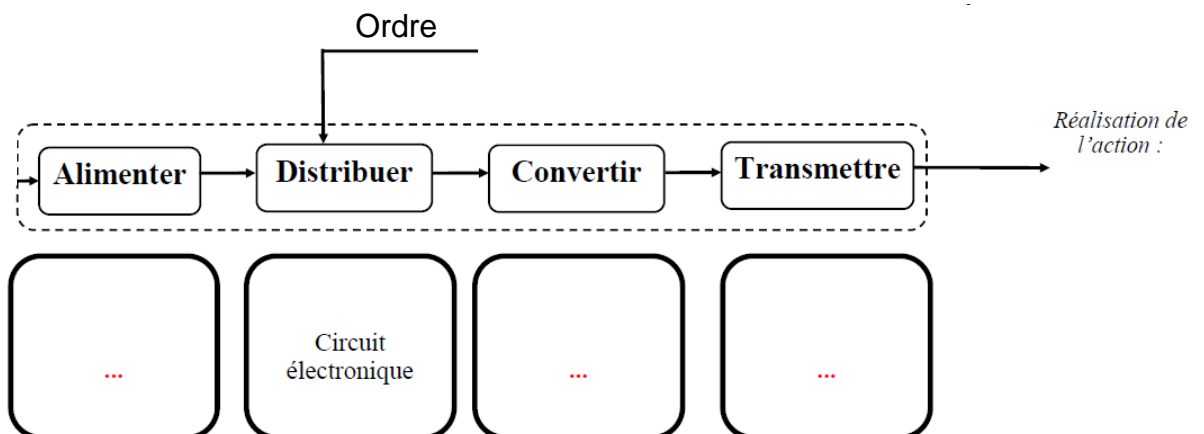 Ordre
Réalisation de
l'action :
Alimenter
Distribuer
Convertir
Transmettre
...
Circuit
électronique
...
...